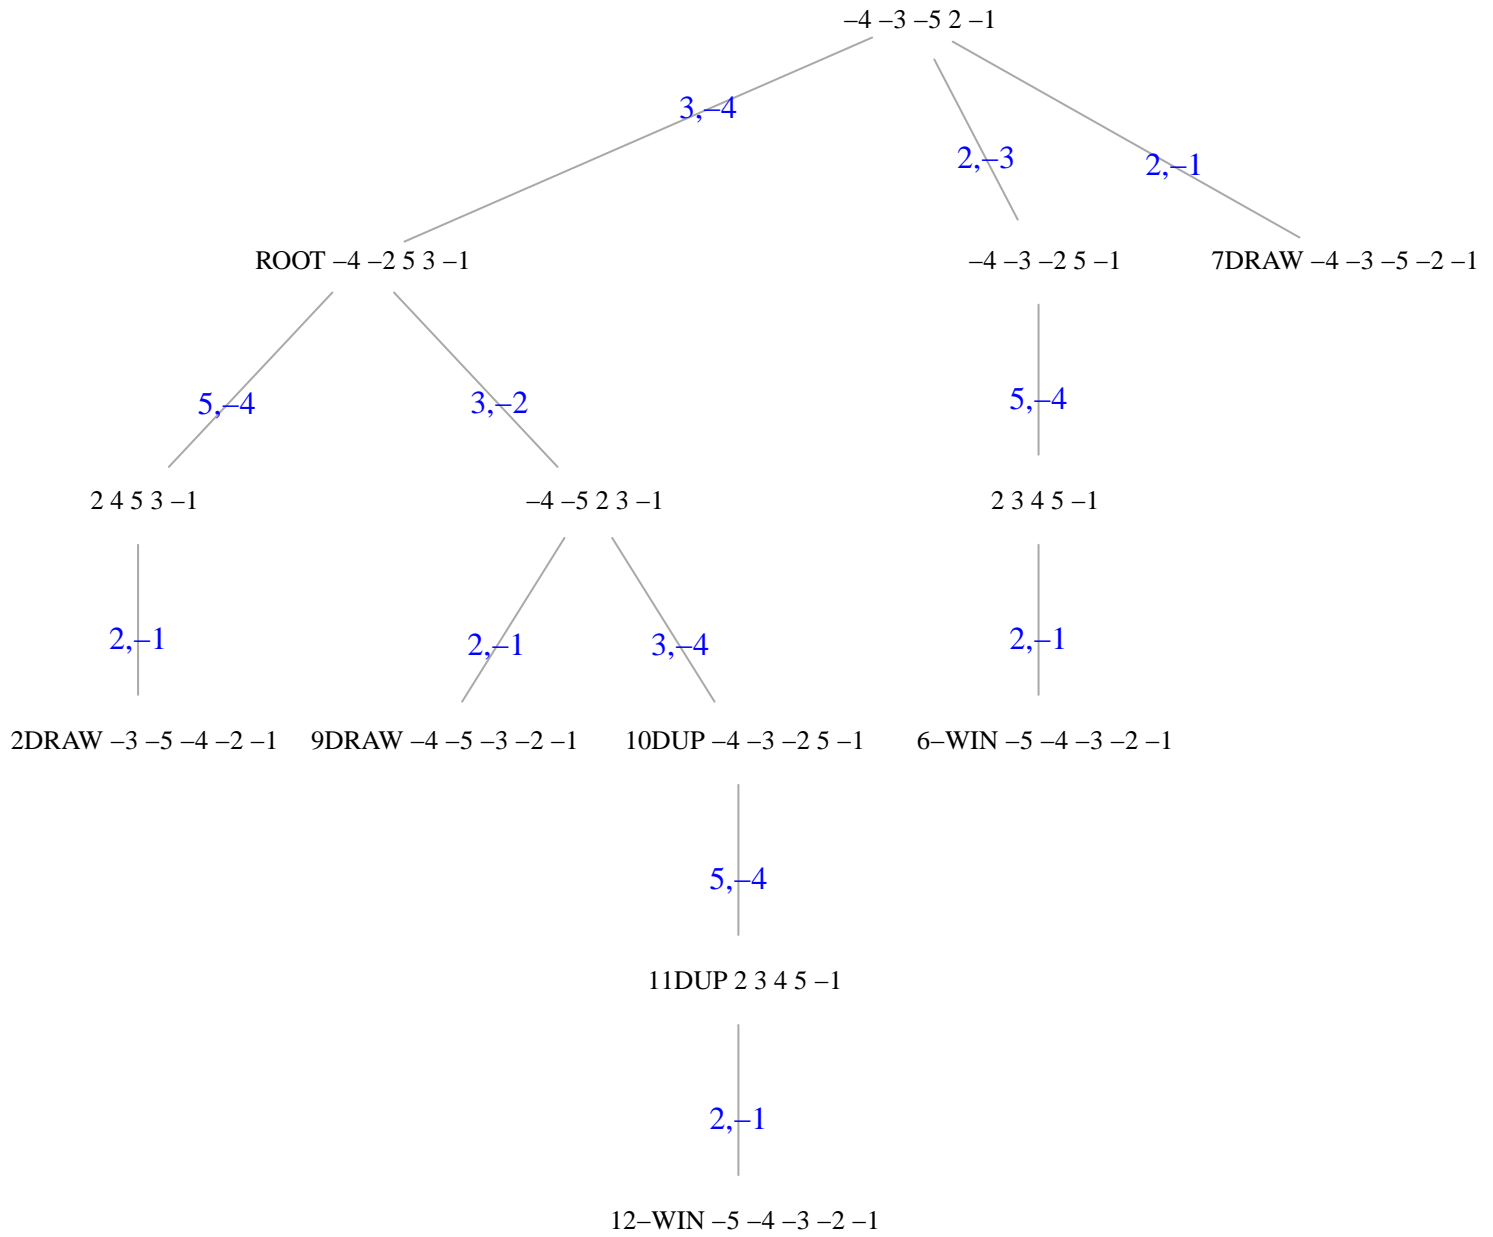 –4 –3 –5 2 –1
3,–4
2,–3
2,–1
ROOT –4 –2 5 3 –1
–4 –3 –2 5 –1
7DRAW –4 –3 –5 –2 –1
5,–4
3,–2
5,–4
2 4 5 3 –1
–4 –5 2 3 –1
2 3 4 5 –1
2,–1
2,–1
3,–4
2,–1
2DRAW –3 –5 –4 –2 –1
9DRAW –4 –5 –3 –2 –1
10DUP –4 –3 –2 5 –1
6–WIN –5 –4 –3 –2 –1
5,–4
11DUP 2 3 4 5 –1
2,–1
12–WIN –5 –4 –3 –2 –1